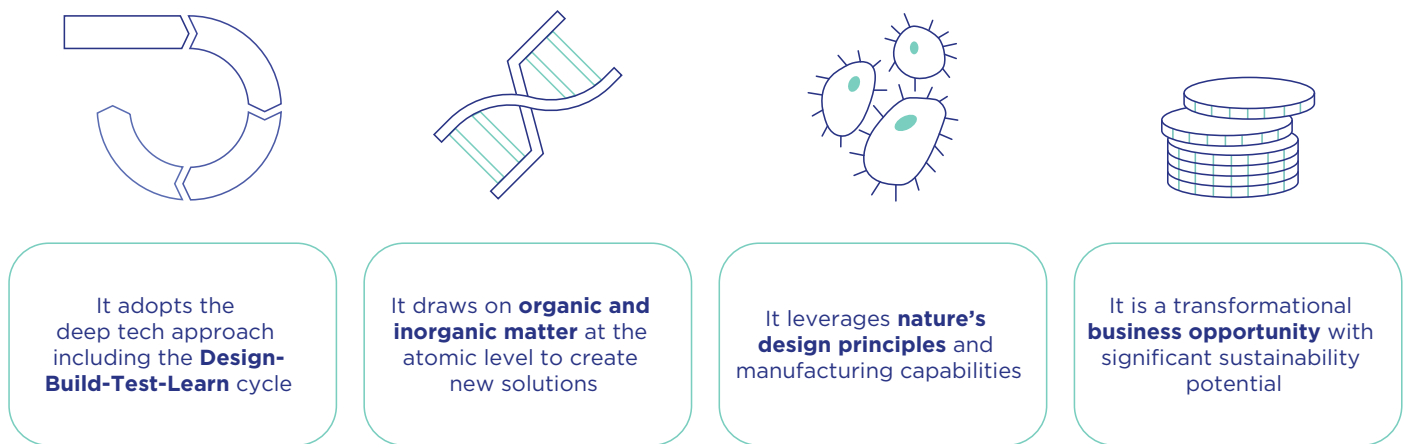 It adopts the
deep tech approach
including the Design-
Build-Test-Learn cycle
It draws on organic and
inorganic matter at the
atomic level to create
new solutions
It leverages nature’s
design principles and
manufacturing capabilities
It is a transformational
business opportunity with
significant sustainability
potential